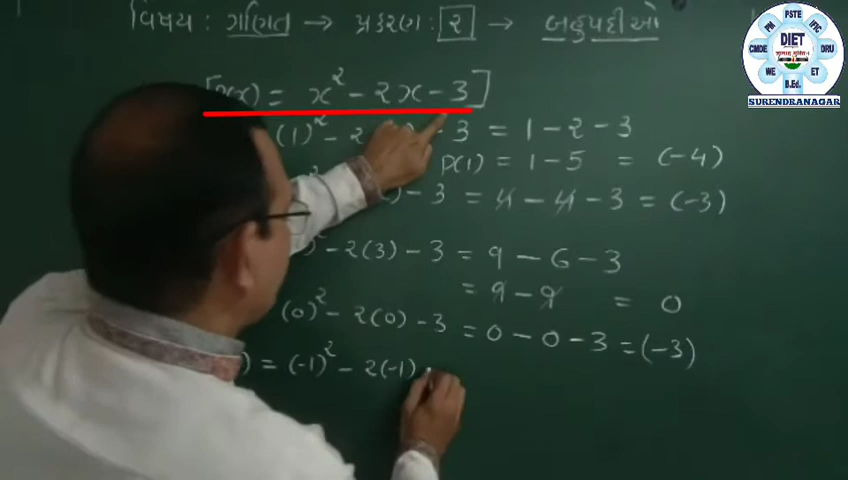 વિષય : ગણિત → પ્રકરણ : ૨ → બહુપદીઓ
PSTE
PM IFIC
CMDE DIET DRU
WE ET
B.Ed.
SURENDRANAGAR
[P(x) = x² - 2x - 3]
(1)² - 2 - 3 = 1 - 2 - 3
P(1) = 1 - 5 = (-4)
) - 3 = 4 - 4 - 3 = (-3)
)² - 2(3) - 3 = 9 - 6 - 3
= 9 - 9 = 0
(0)² - 2(0) - 3 = 0 - 0 - 3 = (-3)
) = (-1)² - 2(-1)